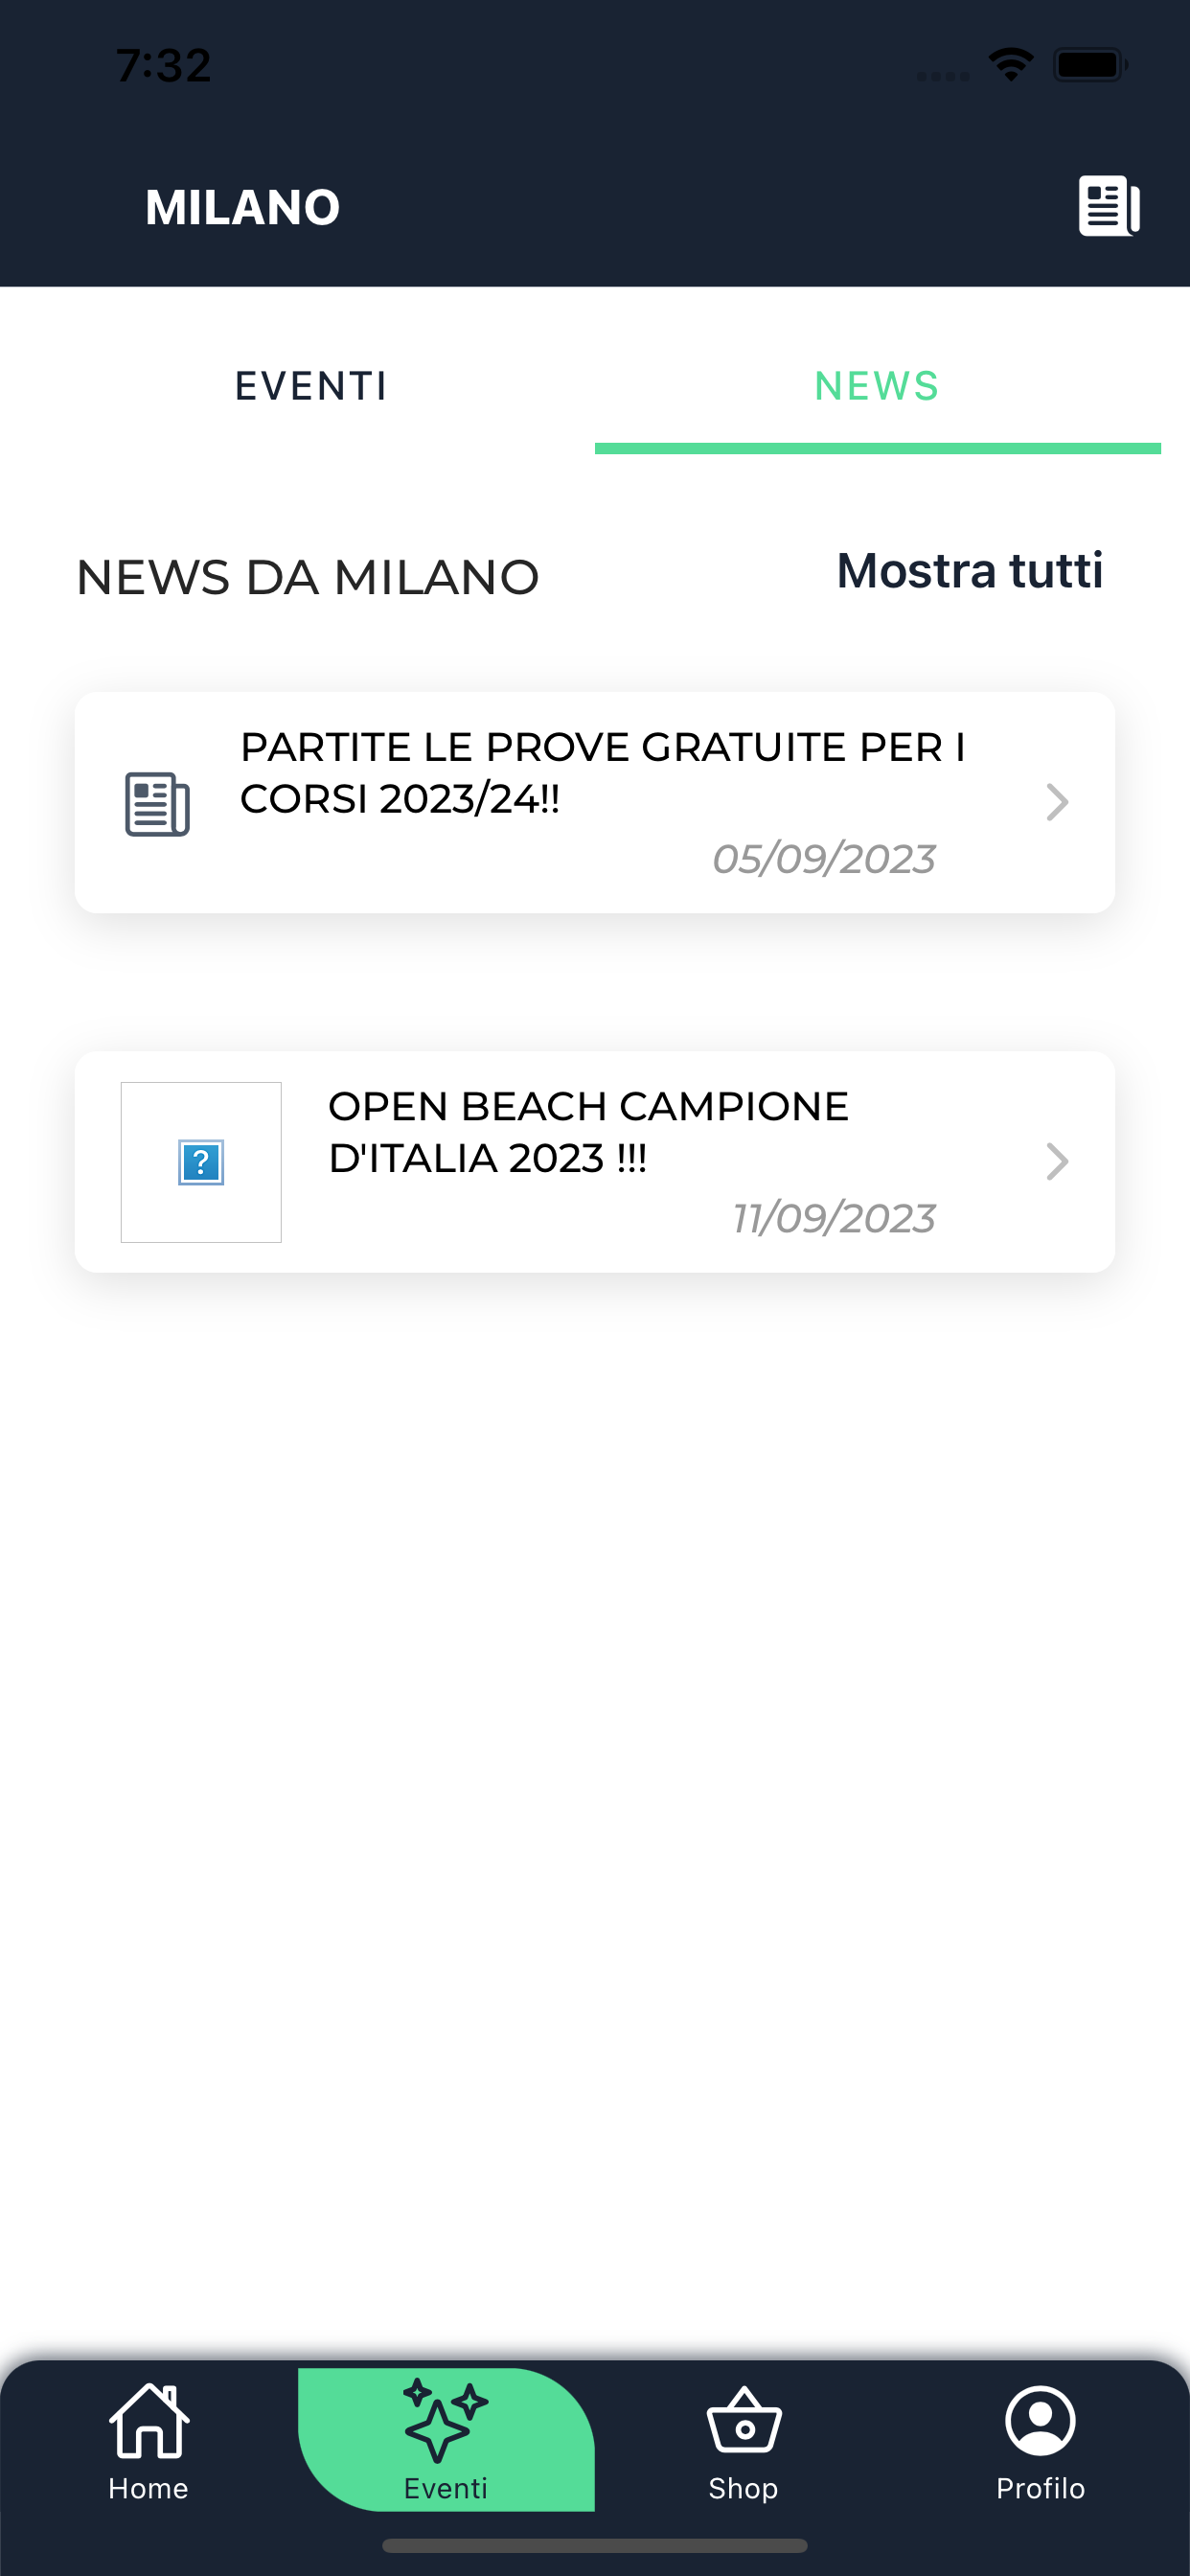 7:32
MILANO
EVENTI
NEWS
NEWS DA MILANO
Mostra tutti
PARTITE LE PROVE GRATUITE PER I
CORSI 2023/24!!
05/09/2023
?
OPEN BEACH CAMPIONE
D'ITALIA 2023 !!!
11/09/2023
Home
Eventi
Shop
Profilo